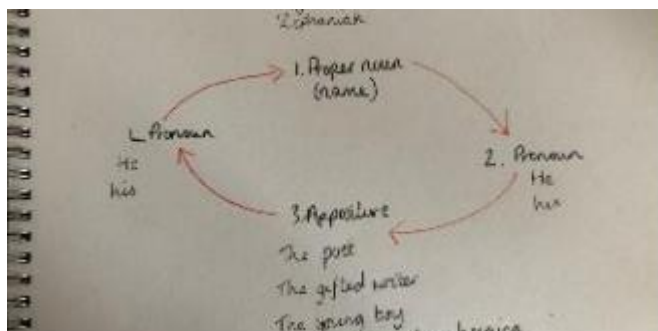 1. Proper noun
(name)
Pronoun
He
his
2. Pronoun
He
his
3. Appositive
The poet
The gifted writer
The young boy